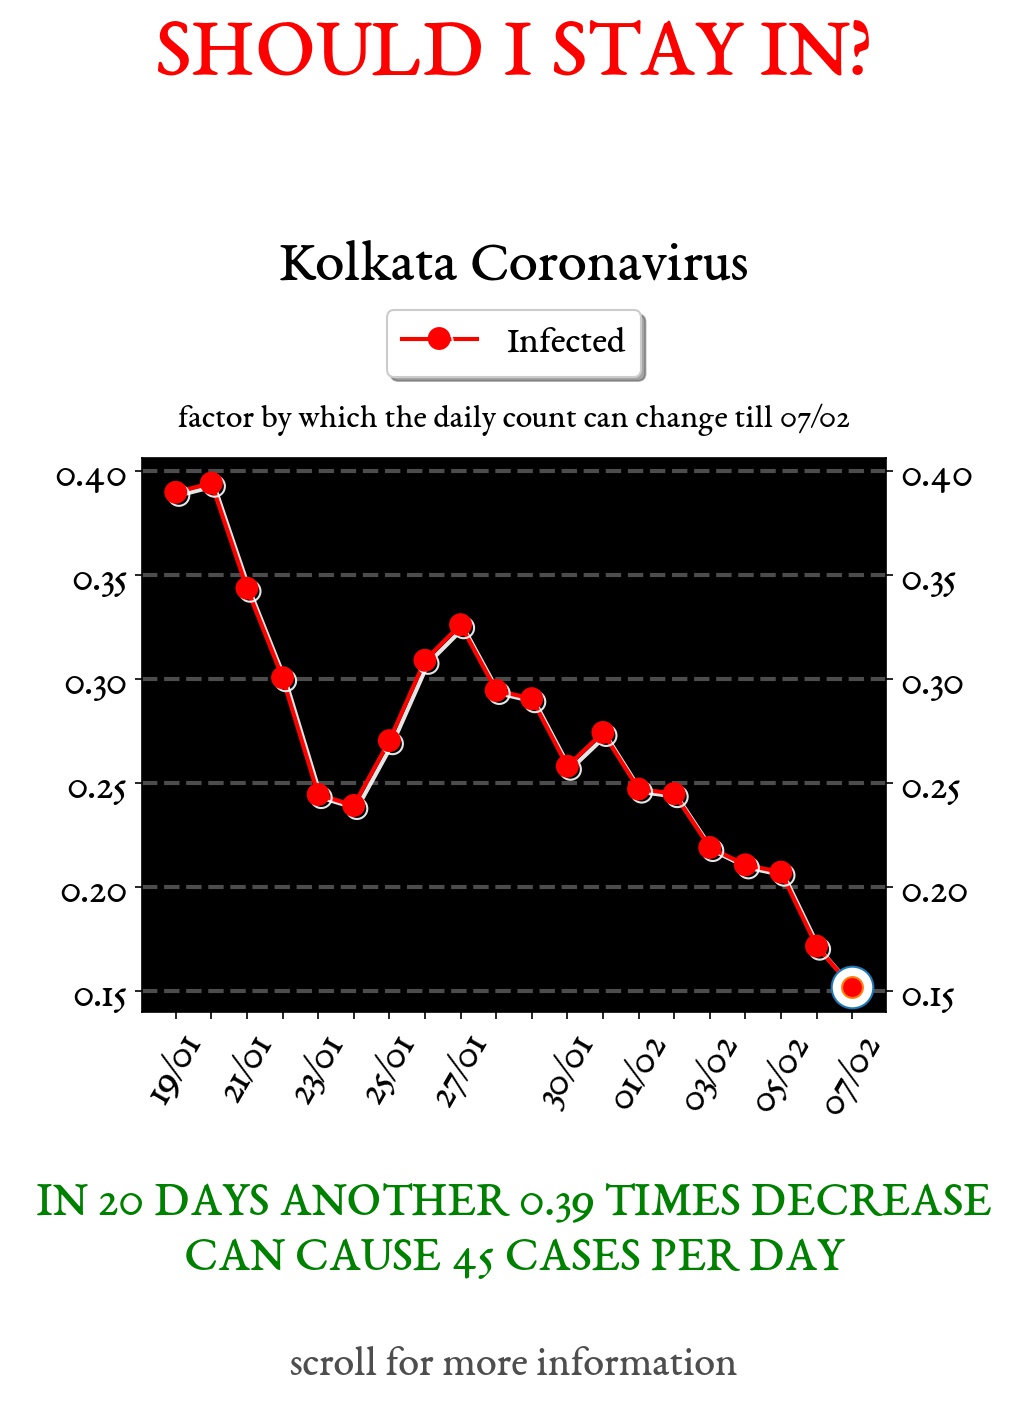 SHOULD I STAY IN?
Kolkata Coronavirus
Infected
factor by which the daily count can change till 07/02
0.40 0.40
0.35 0.35
0.30 0.30
0.25 0.25
0.20 0.20
0.15 0.15
19/01 21/01 23/01 25/01 27/01 30/01 01/02 03/02 05/02 07/02
IN 20 DAYS ANOTHER 0.39 TIMES DECREASE
CAN CAUSE 45 CASES PER DAY
scroll for more information